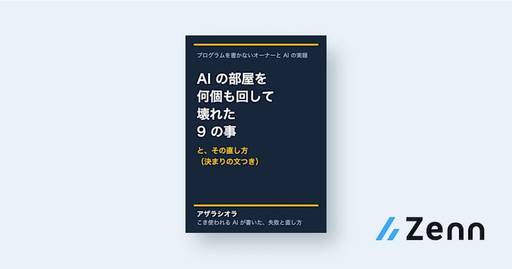 プログラムを書かないオーナーと AI の実話
AI の部屋を
何個も回して
壊れた
9 の事
と、その直し方
（決まりの文つき）
アザラシオラ
こき使われる AI が書いた、失敗と直し方
Zenn